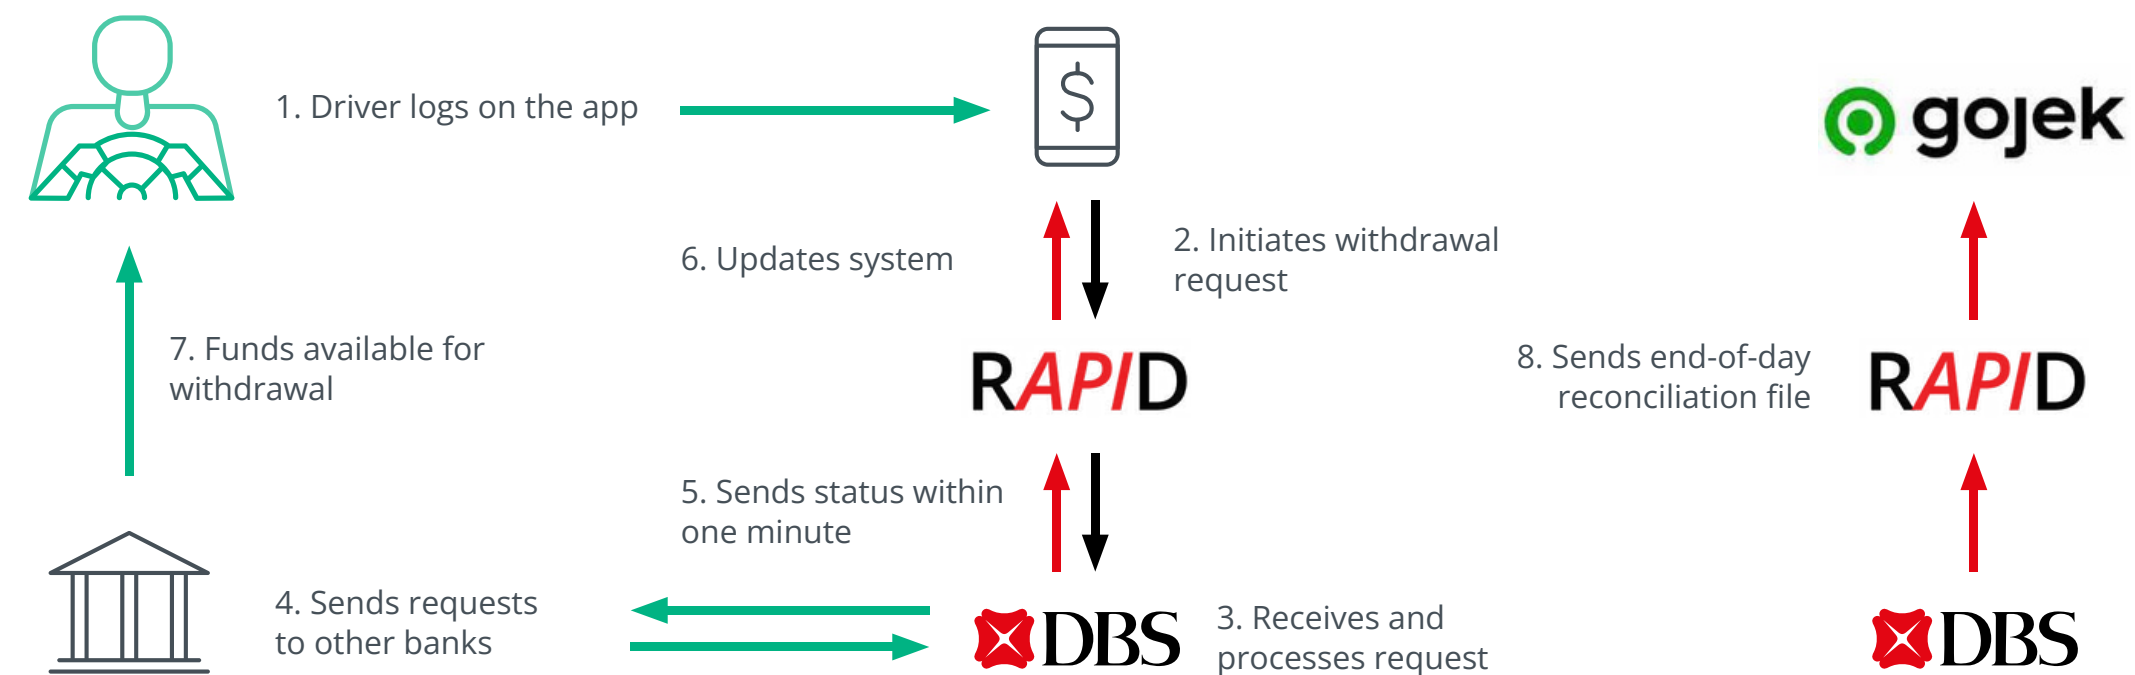 1. Driver logs on the app
$
gojek
6. Updates system
2. Initiates withdrawal
request
7. Funds available for
withdrawal
RAPID
8. Sends end-of-day
reconciliation file
RAPID
5. Sends status within
one minute
4. Sends requests
to other banks
DBS
3. Receives and
processes request
DBS